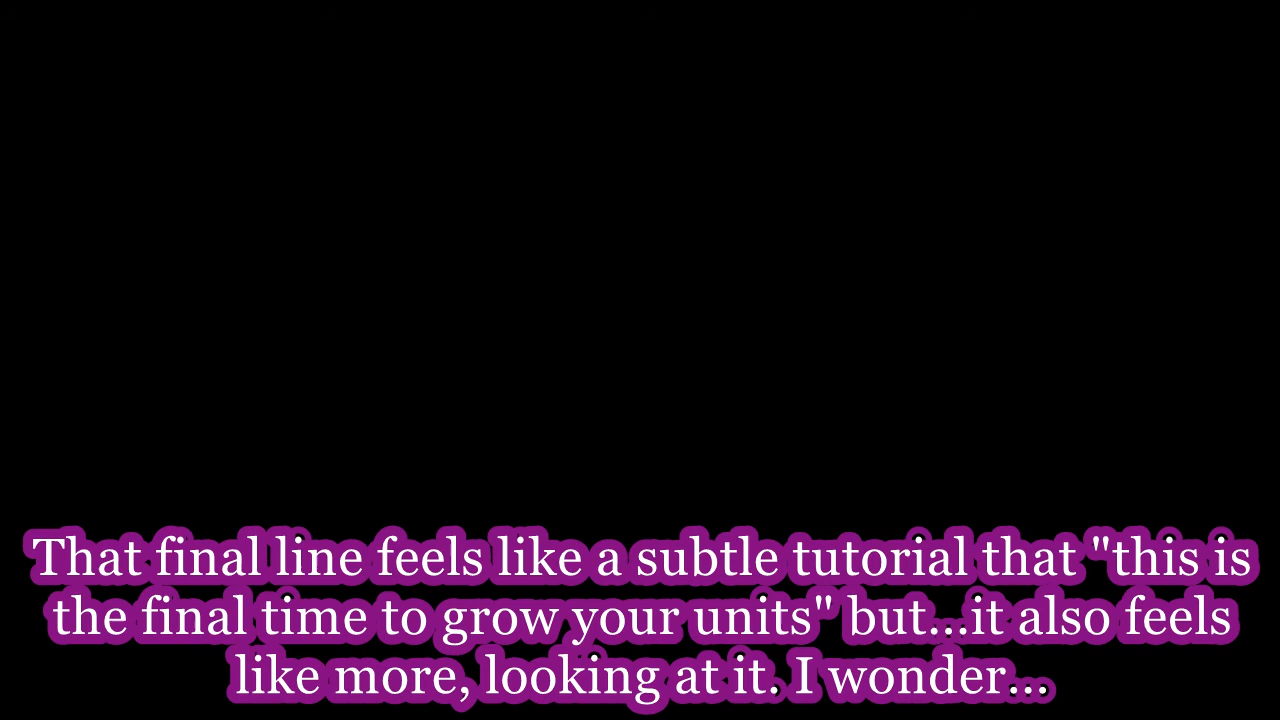 That final line feels like a subtle tutorial that "this is
the final time to grow your units" but...it also feels
like more, looking at it. I wonder...